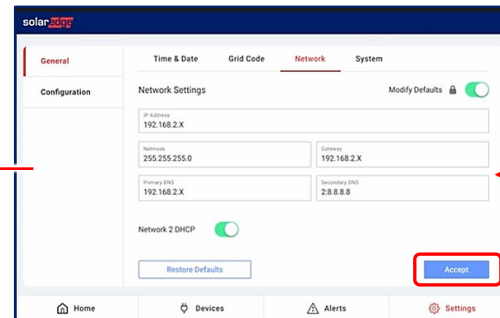 solaredge
General
Configuration
Time & Date Grid Code Network System
Network Settings Modify Defaults
IP Address
192.168.2.X
Netmask Gateway
255.255.255.0 192.168.2.X
Primary DNS Secondary DNS
192.168.2.X 2:8.8.8.8
Network 2 DHCP
Restore Defaults Accept
Home Devices Alerts Settings